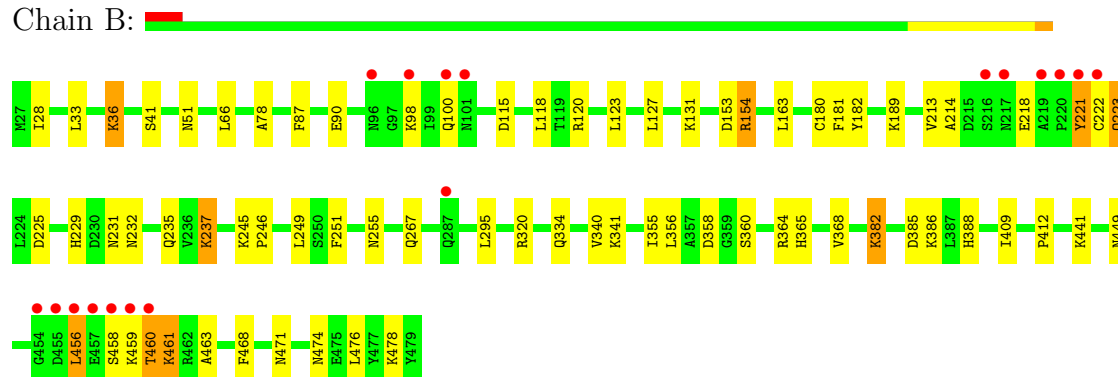 Chain B:
M27 I28 L33 K36 S41 N51 L66 A78 F87 E90 N96 G97 K98 I99 Q100 N101 D115 L118 T119 R120 L123 L127 K131 D153 R154 L163 C180 F181 Y182 K189 V213 A214 D215 S216 N217 E218 A219 P220 Y221 C222
L224 D225 H229 D230 N231 N232 Q235 V236 K237 K245 P246 L249 S250 F251 N255 Q267 Q287 L295 R320 Q334 V340 K341 I355 L356 A357 D358 G359 S360 R364 H365 V368 K382 D385 K386 L387 H388 I409 P412 K441
G454 D455 L456 E457 S458 K459 T460 K461 R462 A463 F468 N471 N474 E475 L476 Y477 K478 Y479